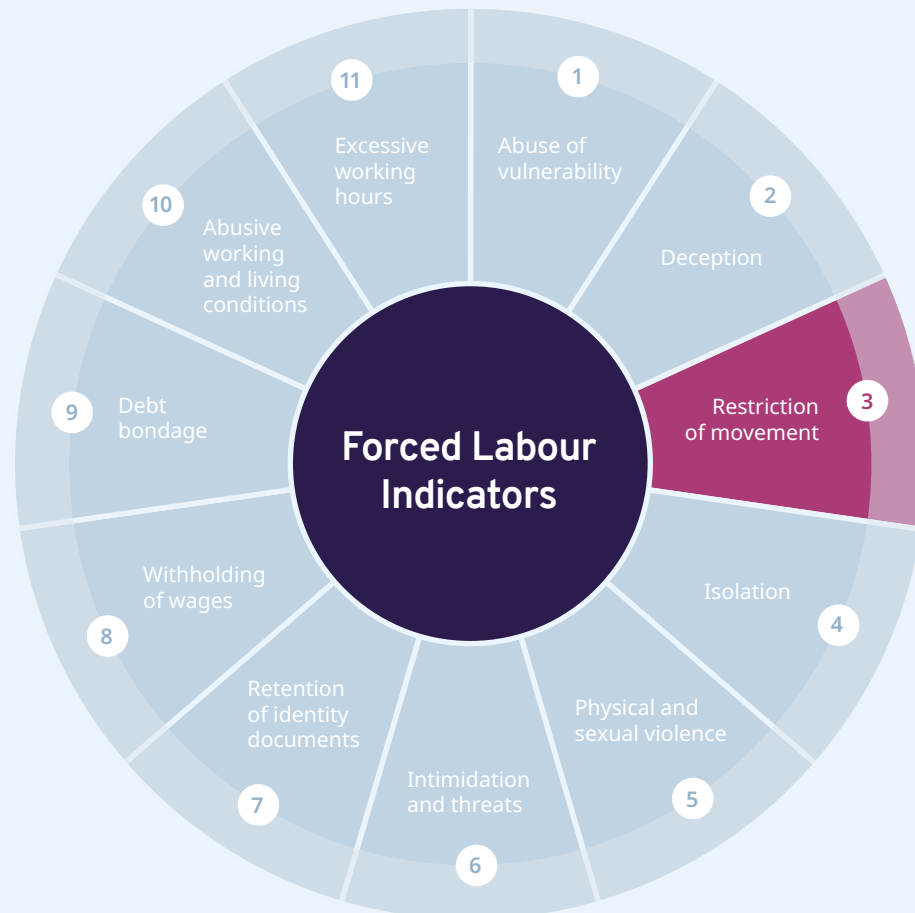 Forced Labour
Indicators
1
Abuse of
vulnerability
2
Deception
3
Restriction
of movement
4
Isolation
5
Physical and
sexual violence
6
Intimidation
and threats
7
Retention
of identity
documents
8
Withholding
of wages
9
Debt
bondage
10
Abusive
working
and living
conditions
11
Excessive
working
hours